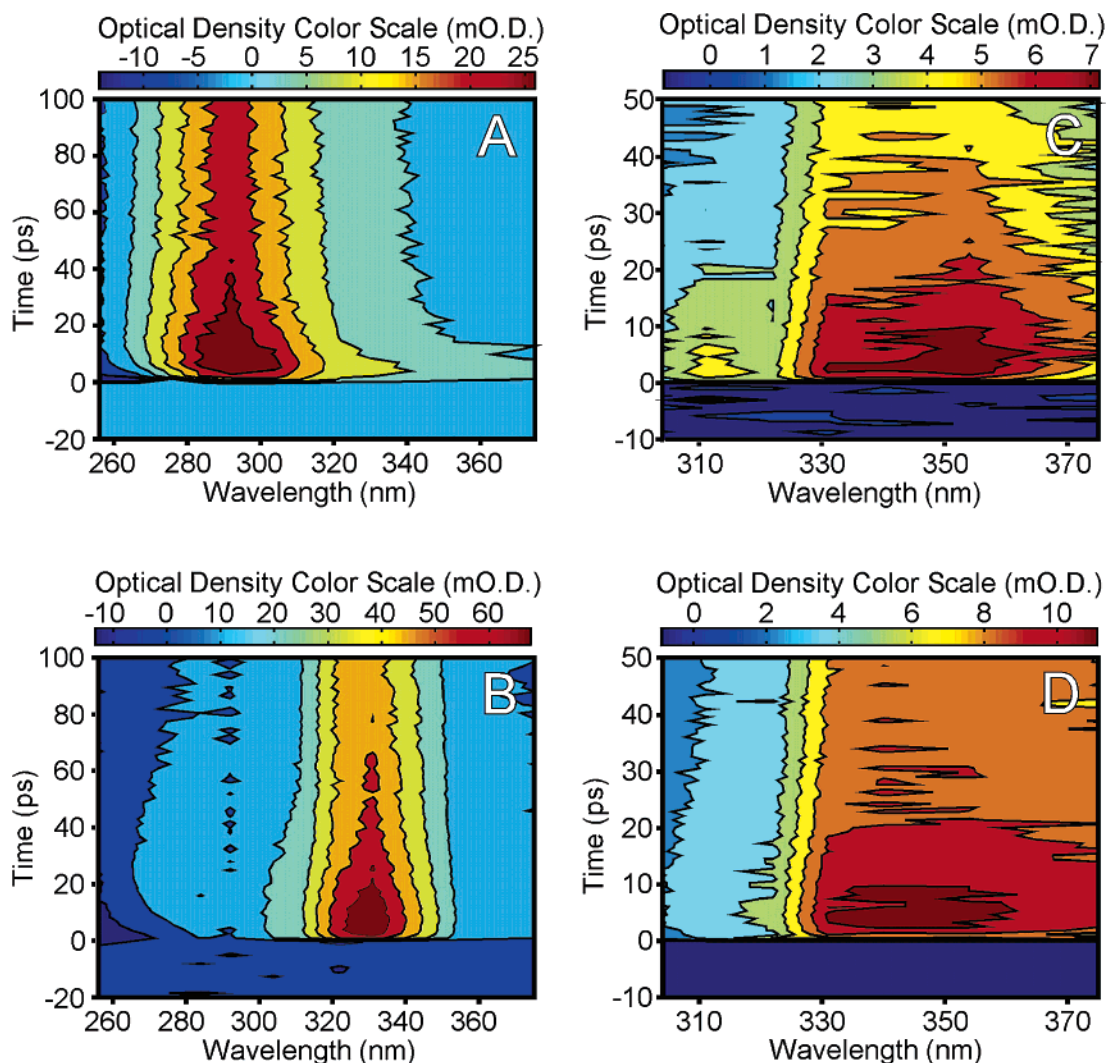 Optical Density Color Scale (mO.D.)
-10 -5 0 5 10 15 20 25
A
100
80
60
40
20
0
-20
Time (ps)
260 280 300 320 340 360
Wavelength (nm)
Optical Density Color Scale (mO.D.)
0 1 2 3 4 5 6 7
C
50
40
30
20
10
0
-10
Time (ps)
310 330 350 370
Wavelength (nm)
Optical Density Color Scale (mO.D.)
-10 0 10 20 30 40 50 60
B
100
80
60
40
20
0
-20
Time (ps)
260 280 300 320 340 360
Wavelength (nm)
Optical Density Color Scale (mO.D.)
0 2 4 6 8 10
D
50
40
30
20
10
0
-10
Time (ps)
310 330 350 370
Wavelength (nm)